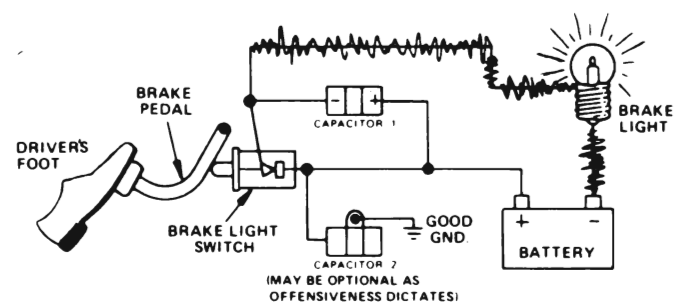 BRAKE
PEDAL
DRIVER'S
FOOT
- +
CAPACITOR 1
BRAKE
LIGHT
BRAKE LIGHT
SWITCH
GOOD
GND.
+ -
BATTERY
CAPACITOR 2
(MAY BE OPTIONAL AS
OFFENSIVENESS DICTATES)